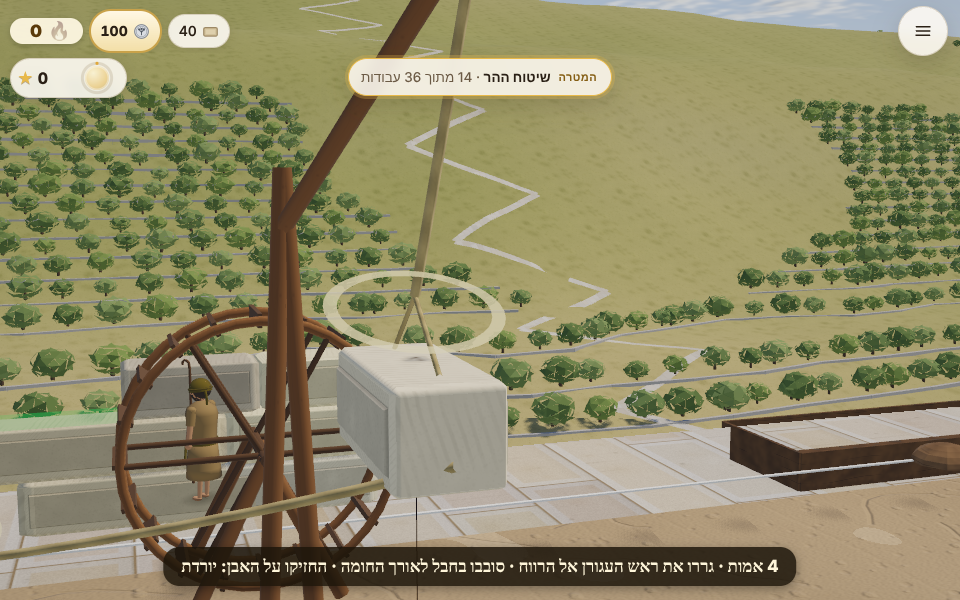 0
100
40
0
המטרה שיטוח ההר · 14 מתוך 36 עבודות
4 אמות · גררו את ראש העגורן אל הרווח · סובבו בחבל לאורך החומה · החזיקו על האבן: יורדת